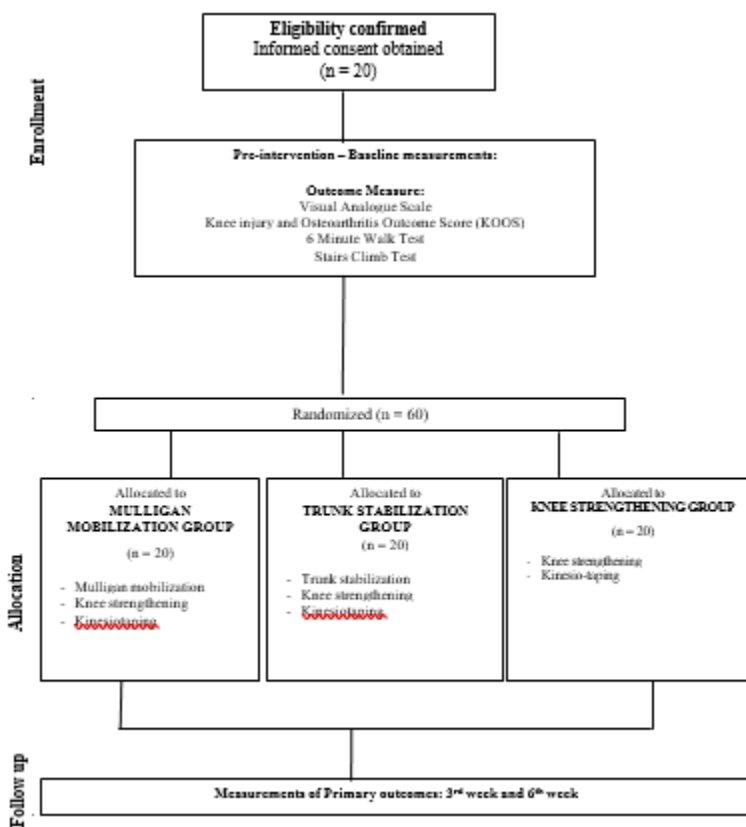 Enrollment
Eligibility confirmed
Informed consent obtained
(n = 20)
Pre-intervention – Baseline measurements:
Outcome Measure:
Visual Analogue Scale
Knee injury and Osteoarthritis Outcome Score (KOOS)
6 Minute Walk Test
Stairs Climb Test
Randomized (n = 60)
Allocation
Allocated to
MULLIGAN
MOBILIZATION GROUP
(n = 20)
- Mulligan mobilization
- Knee strengthening
- Kinesiotaping
Allocated to
TRUNK STABILIZATION
GROUP
(n = 20)
- Trunk stabilization
- Knee strengthening
- Kinesiotaping
Allocated to
KNEE STRENGTHENING GROUP
(n = 20)
- Knee strengthening
- Kinesio-taping
Follow up
Measurements of Primary outcomes: 3rd week and 6th week